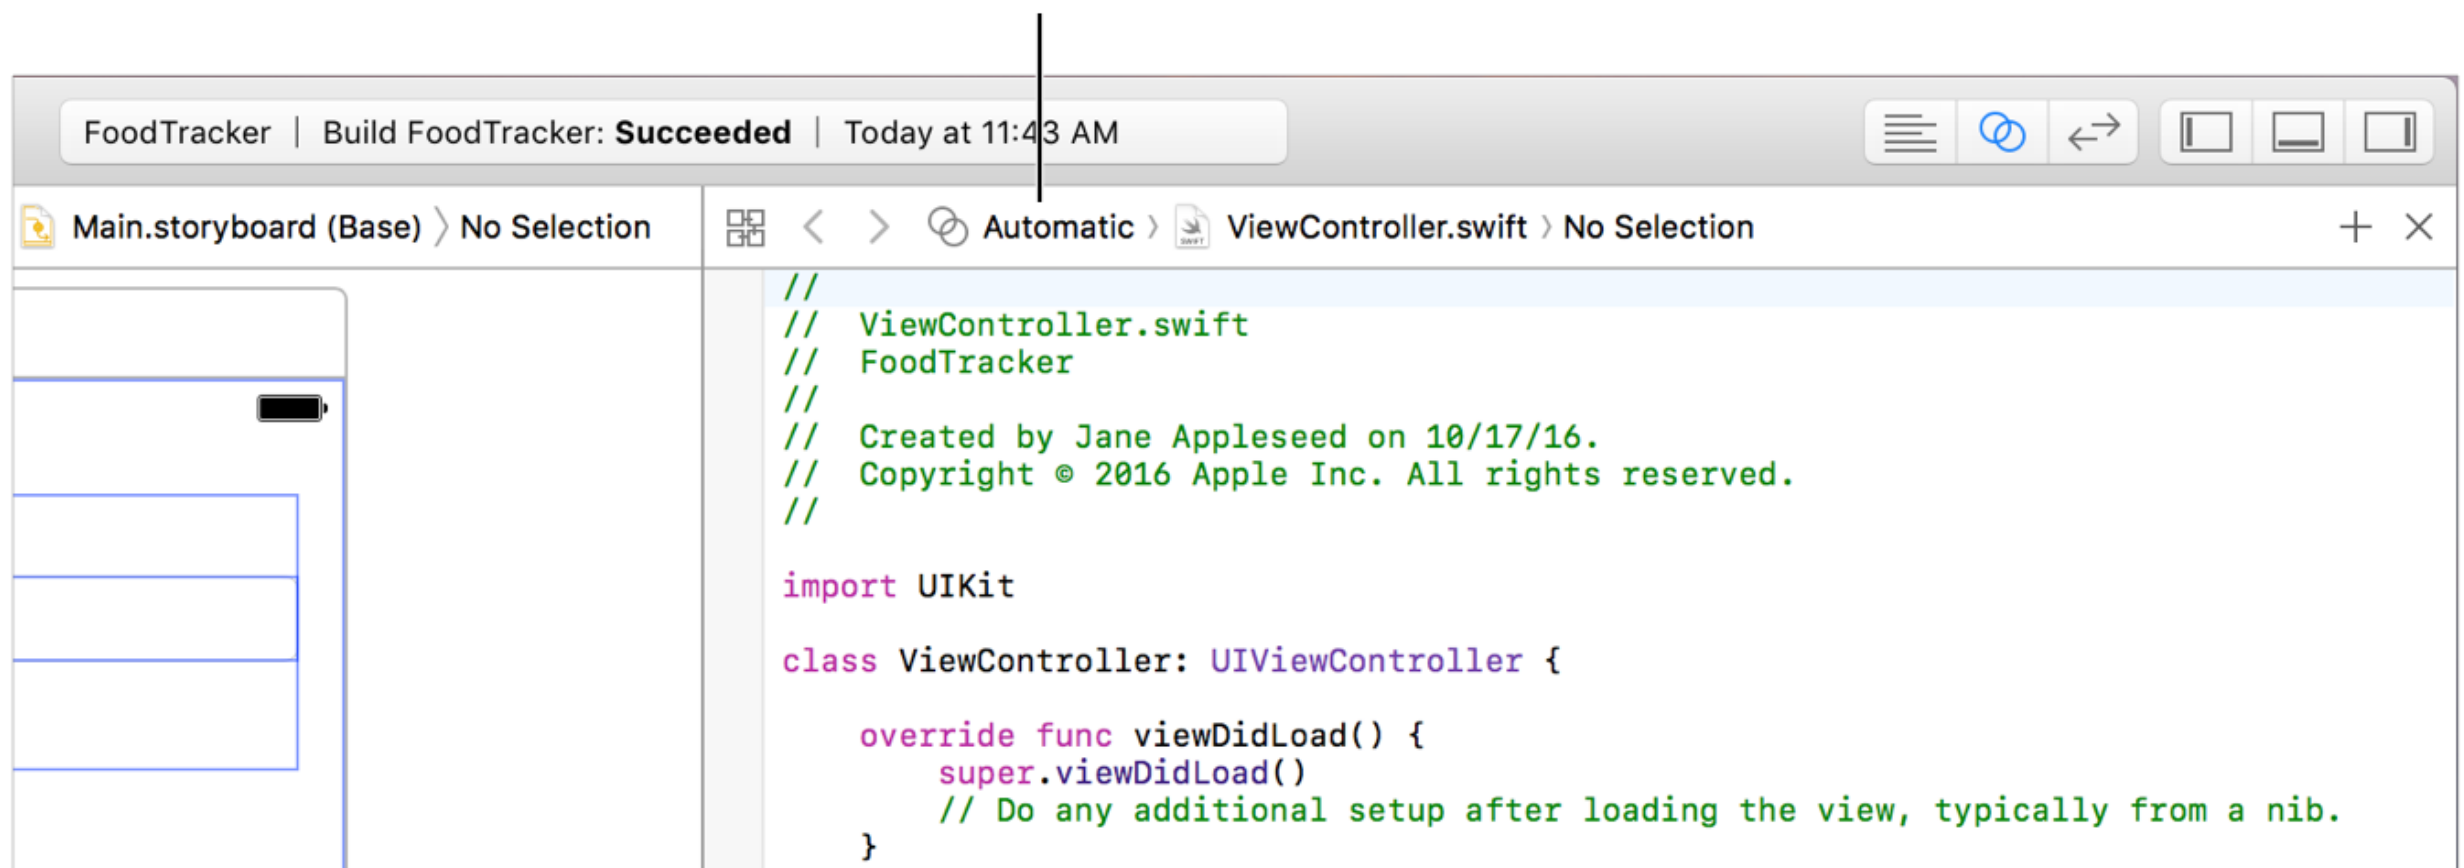 FoodTracker | Build FoodTracker: Succeeded | Today at 11:43 AM
Main.storyboard (Base) 〉 No Selection
Automatic 〉 SWIFT ViewController.swift 〉 No Selection
//
//  ViewController.swift
//  FoodTracker
//
//  Created by Jane Appleseed on 10/17/16.
//  Copyright © 2016 Apple Inc. All rights reserved.
//
import UIKit
class ViewController: UIViewController {
    override func viewDidLoad() {
        super.viewDidLoad()
        // Do any additional setup after loading the view, typically from a nib.
    }